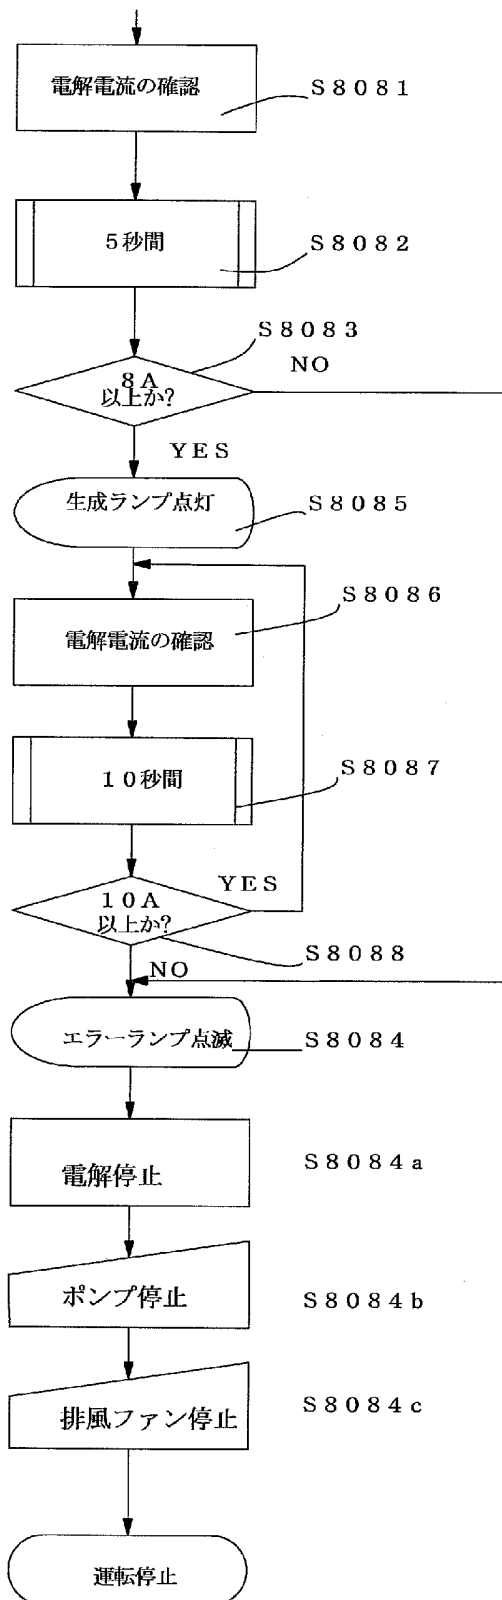 電解電流の確認
S8081
5秒間
S8082
S8083
NO
8A
以上か?
YES
生成ランプ点灯
S8085
S8086
電解電流の確認
S8087
10秒間
YES
10A
以上か?
S8088
NO
エラーランプ点滅
S8084
電解停止
S8084a
ポンプ停止
S8084b
排風ファン停止
S8084c
運転停止